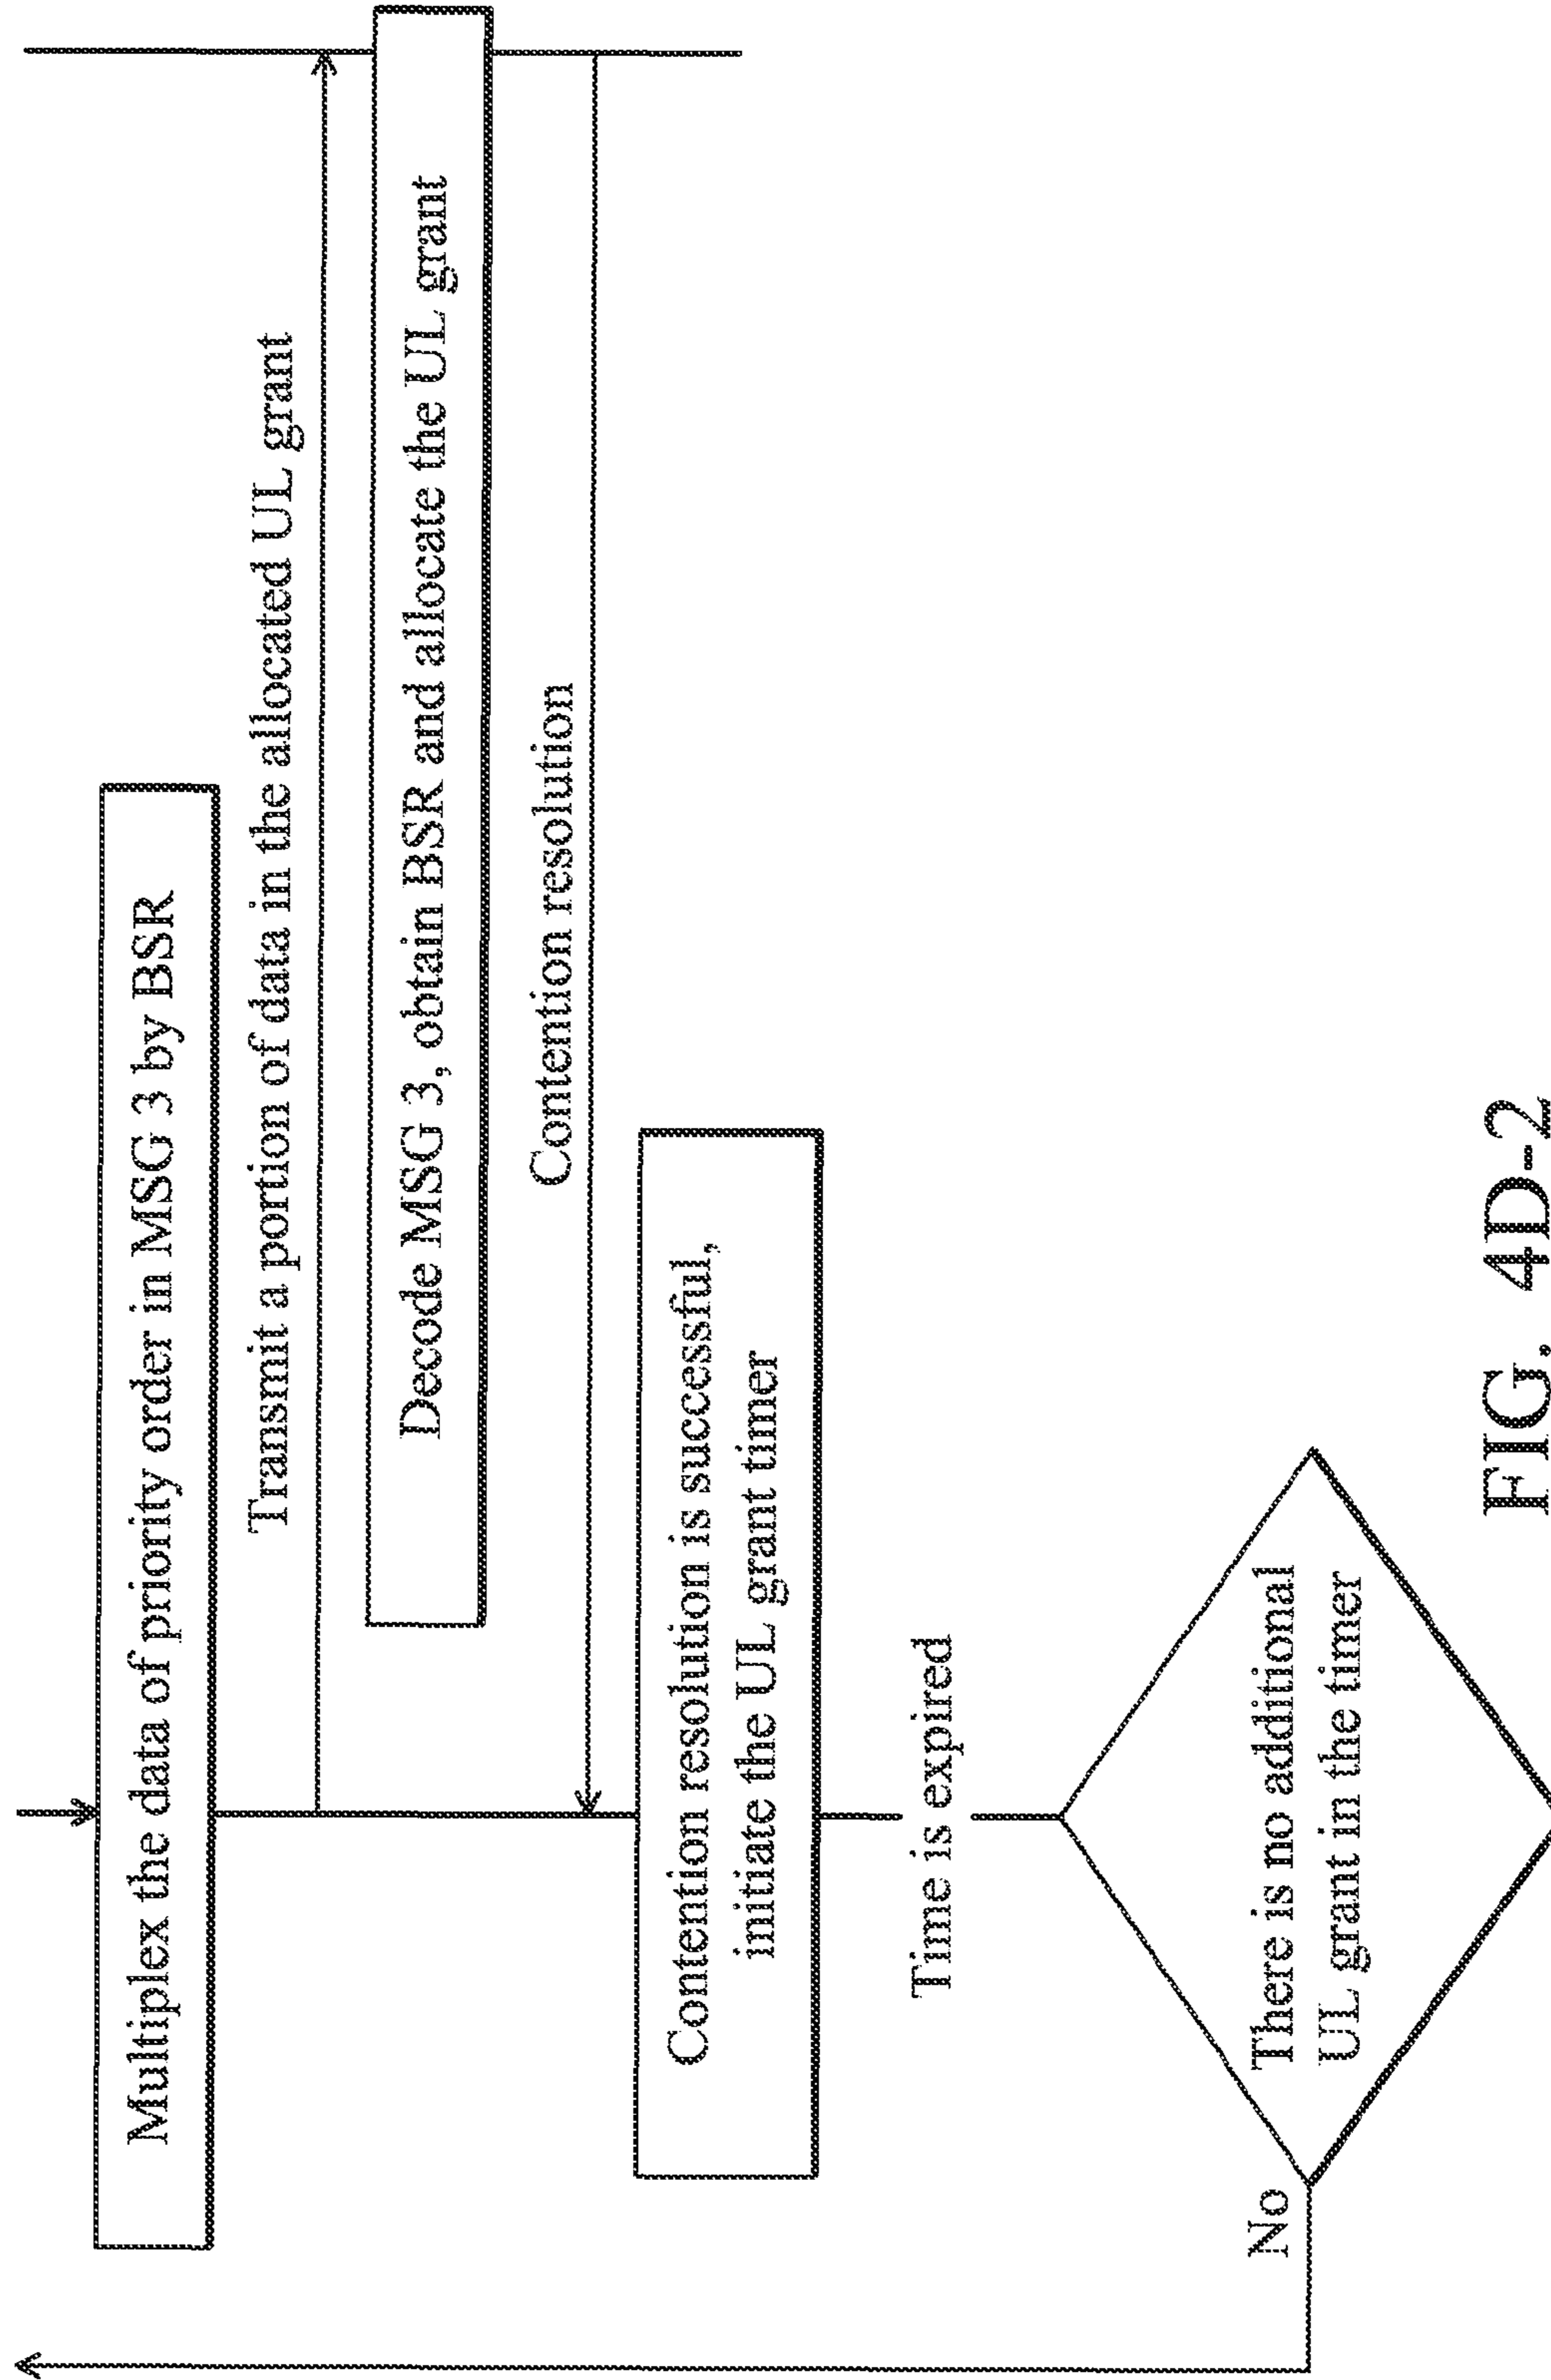 Multiplex the data of priority order in MSG 3 by BSR
Transmit a portion of data in the allocated UL grant
Decode MSG 3, obtain BSR and allocate the UL grant
Contention resolution
Contention resolution is successful,
initiate the UL grant timer
Time is expired
There is no additional
UL grant in the timer
No
FIG. 4D-2